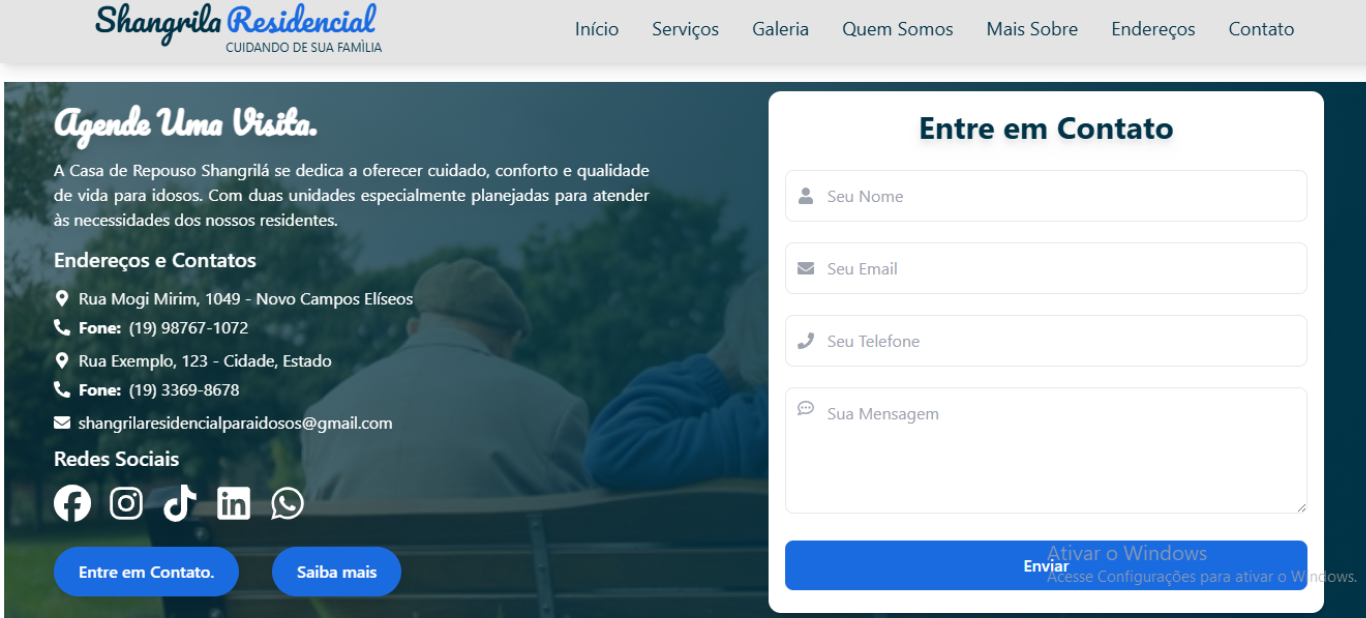 Shangrila Residencial
CUIDANDO DE SUA FAMÌLIA
Início Serviços Galeria Quem Somos Mais Sobre Endereços Contato
Agende Uma Visita.
A Casa de Repouso Shangrilá se dedica a oferecer cuidado, conforto e qualidade
de vida para idosos. Com duas unidades especialmente planejadas para atender
às necessidades dos nossos residentes.
Endereços e Contatos
Rua Mogi Mirim, 1049 - Novo Campos Elíseos
Fone: (19) 98767-1072
Rua Exemplo, 123 - Cidade, Estado
Fone: (19) 3369-8678
shangrilaresidencialparaidosos@gmail.com
Redes Sociais
Entre em Contato.
Saiba mais
Entre em Contato
Seu Nome
Seu Email
Seu Telefone
Sua Mensagem
Enviar
Ativar o Windows
Acesse Configurações para ativar o Windows.